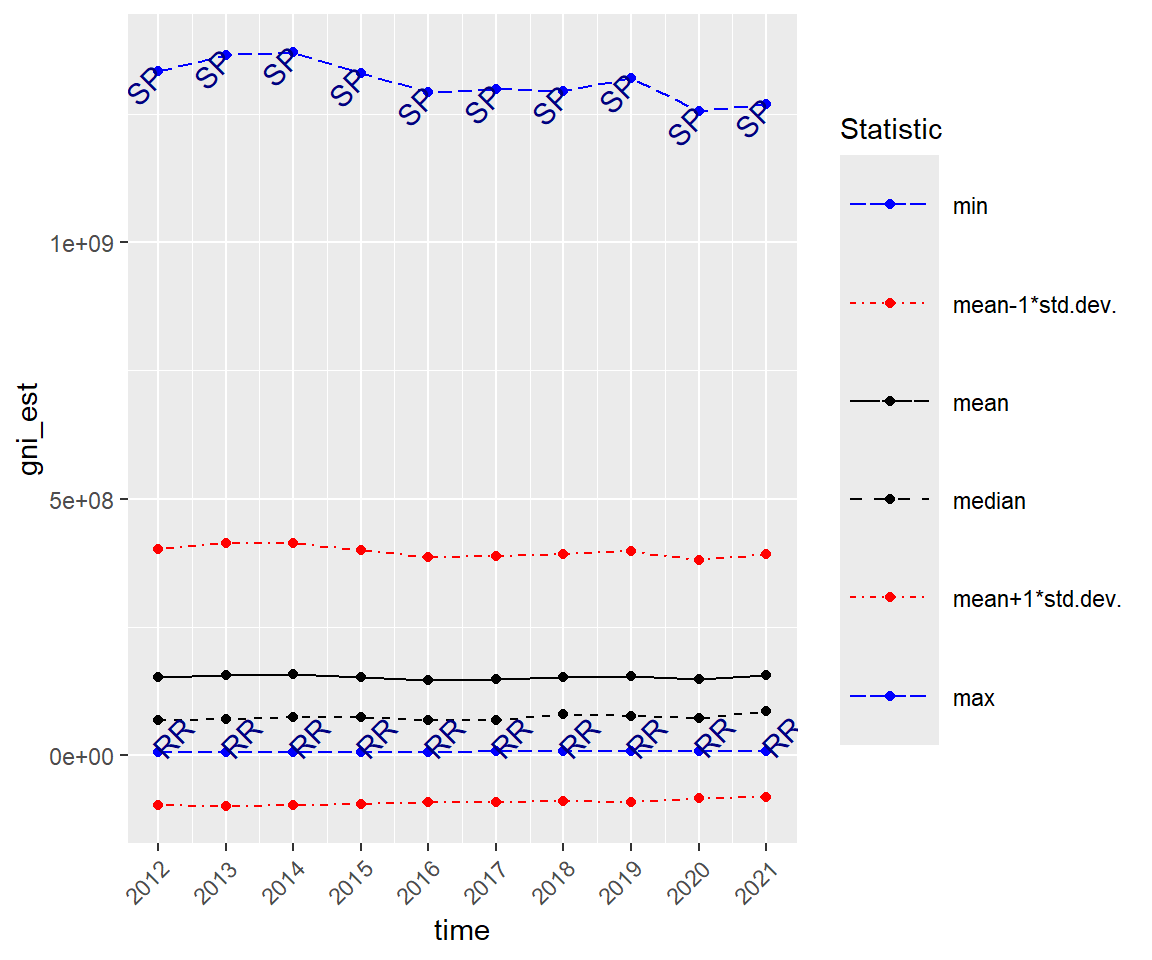 SP SP SP SP SP SP SP SP SP SP
1e+09
5e+08
0e+00
gni_est
RR RR RR RR RR RR RR RR RR RR
2012 2013 2014 2015 2016 2017 2018 2019 2020 2021
time
Statistic
min
mean-1*std.dev.
mean
median
mean+1*std.dev.
max